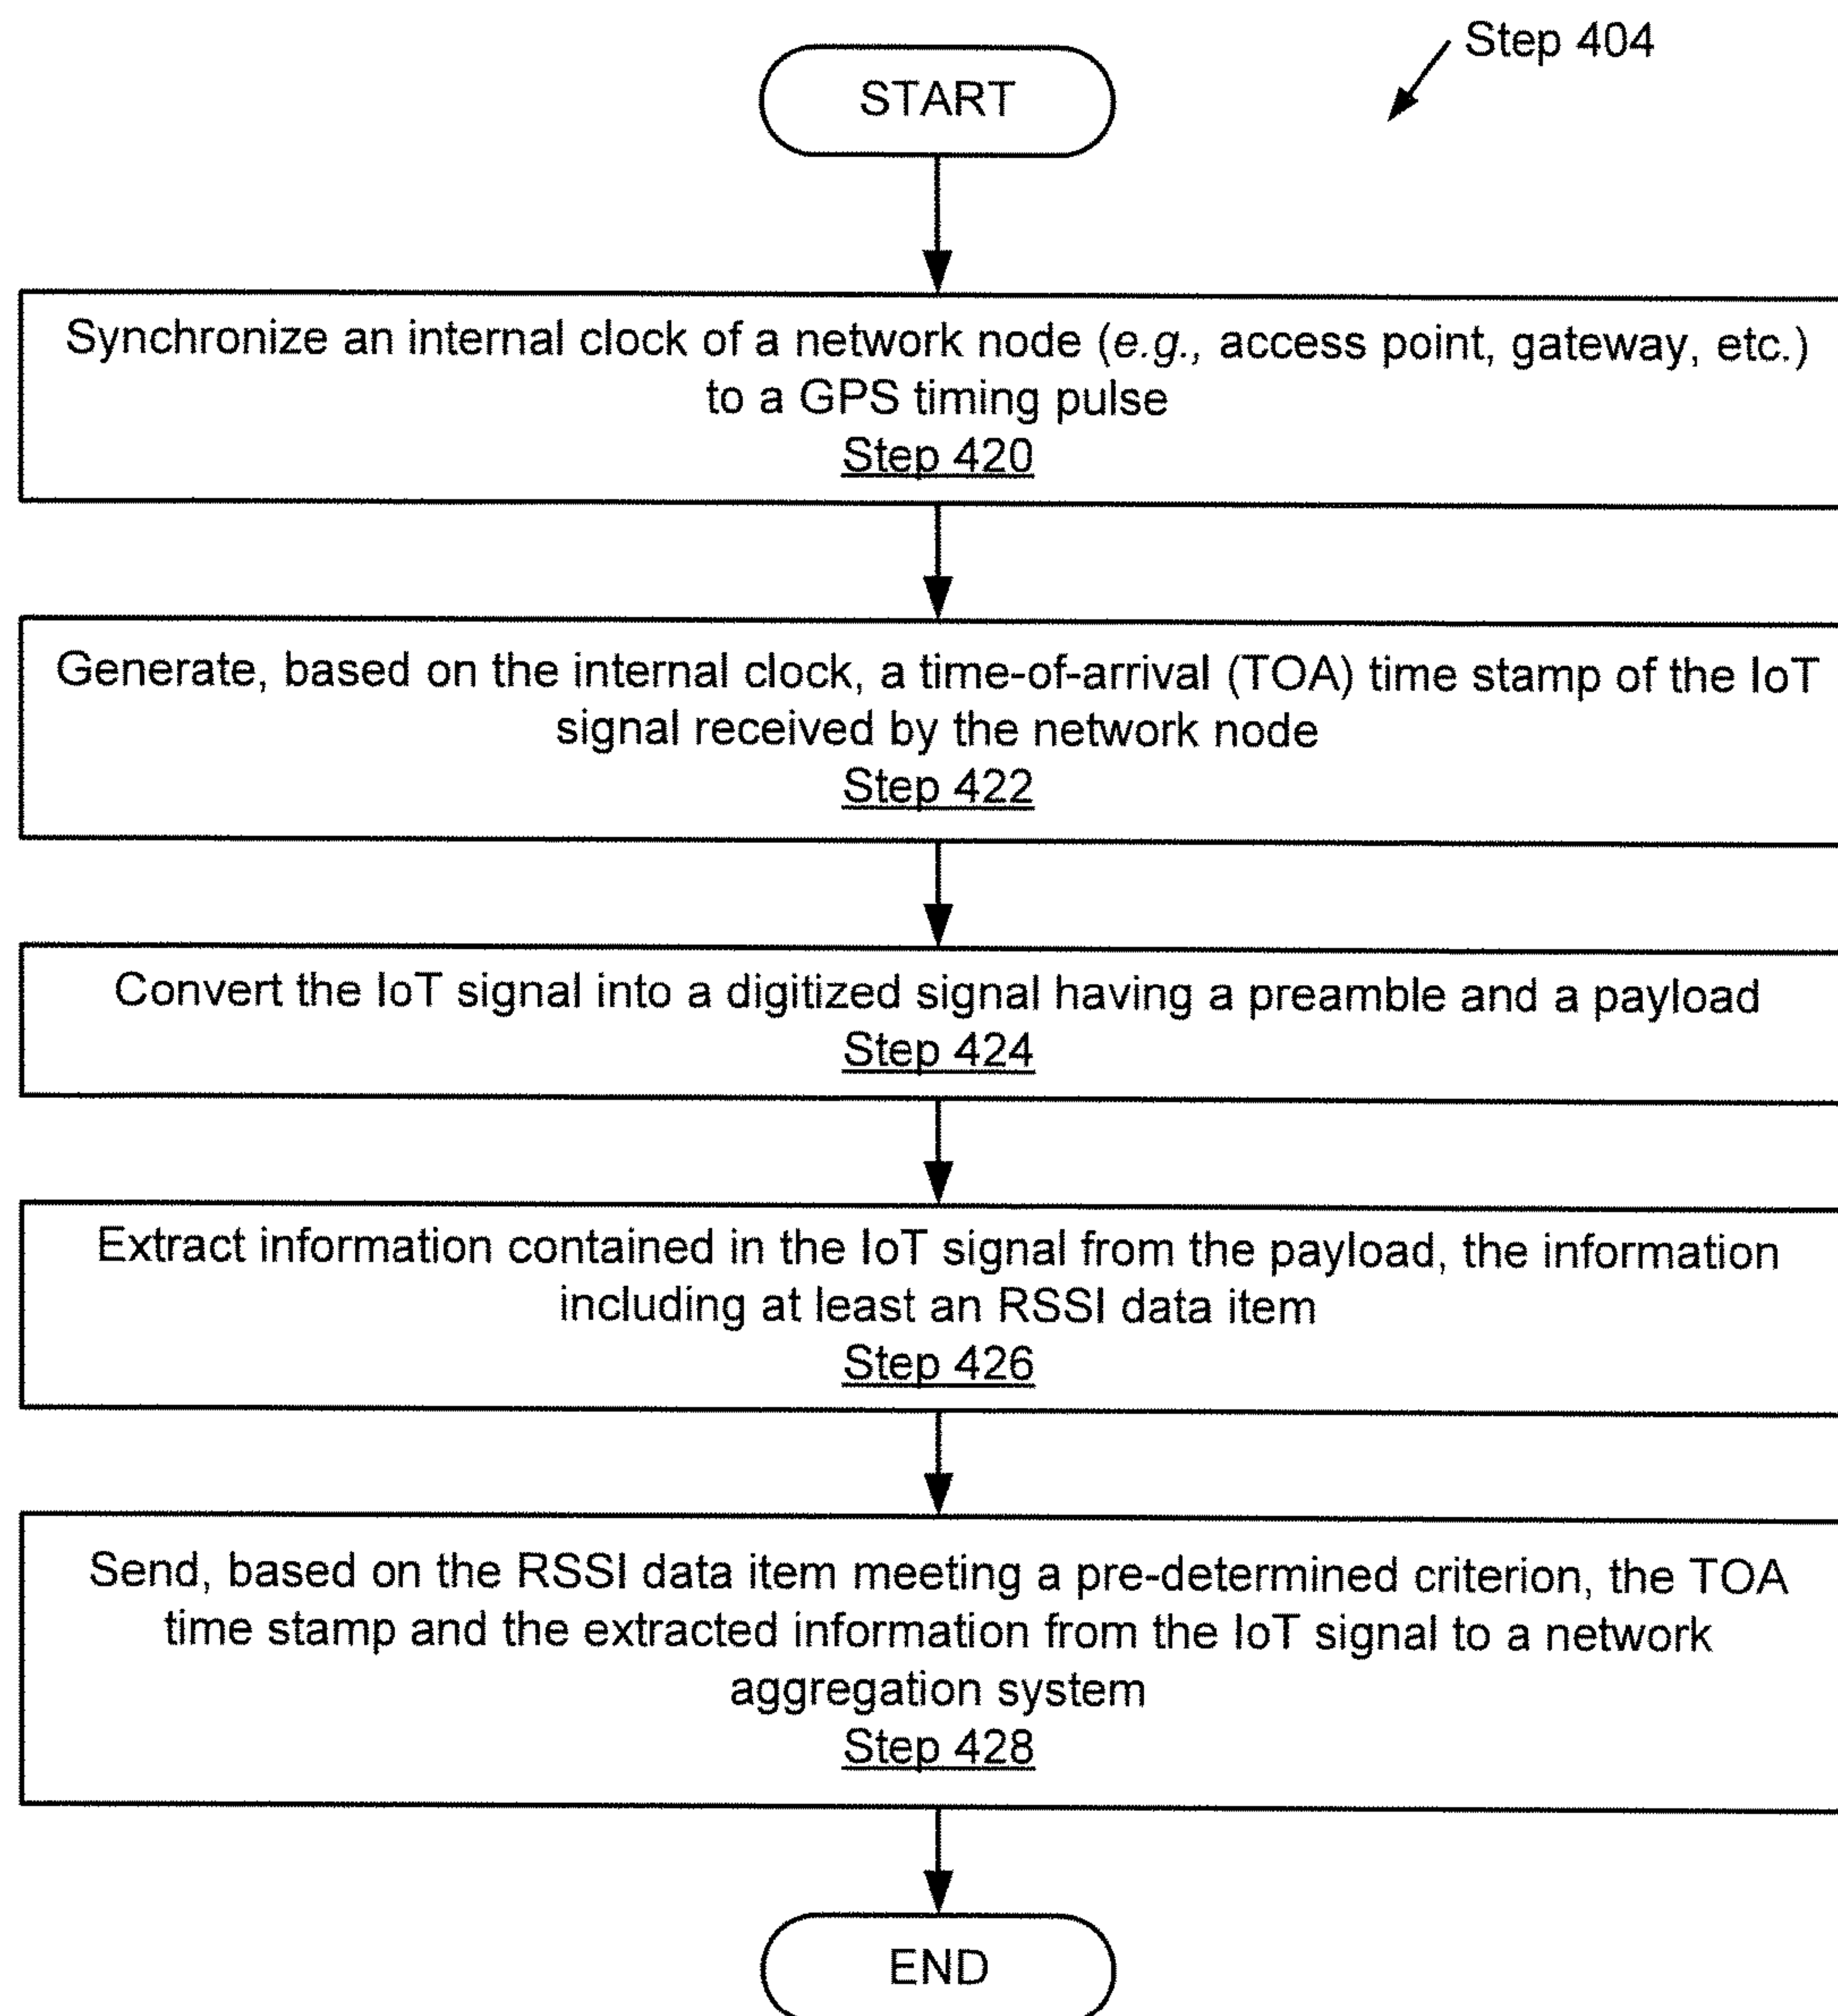 Step 404
START
Synchronize an internal clock of a network node (e.g., access point, gateway, etc.)
to a GPS timing pulse
Step 420
Generate, based on the internal clock, a time-of-arrival (TOA) time stamp of the IoT
signal received by the network node
Step 422
Convert the IoT signal into a digitized signal having a preamble and a payload
Step 424
Extract information contained in the IoT signal from the payload, the information
including at least an RSSI data item
Step 426
Send, based on the RSSI data item meeting a pre-determined criterion, the TOA
time stamp and the extracted information from the IoT signal to a network
aggregation system
Step 428
END